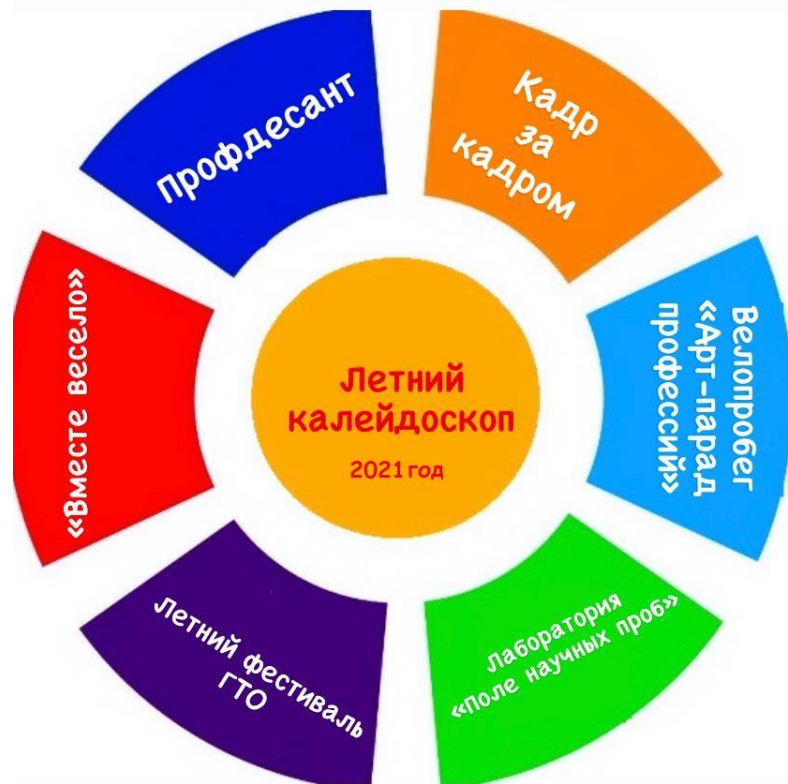 Профдесант
Кадр
за
кадром
Велопробег
«Арт-парад
профессий»
Лаборатория
«Поле научных проб»
Летний фестиваль
ГТО
«Вместе весело»
Летний
калейдоскоп
2021 год